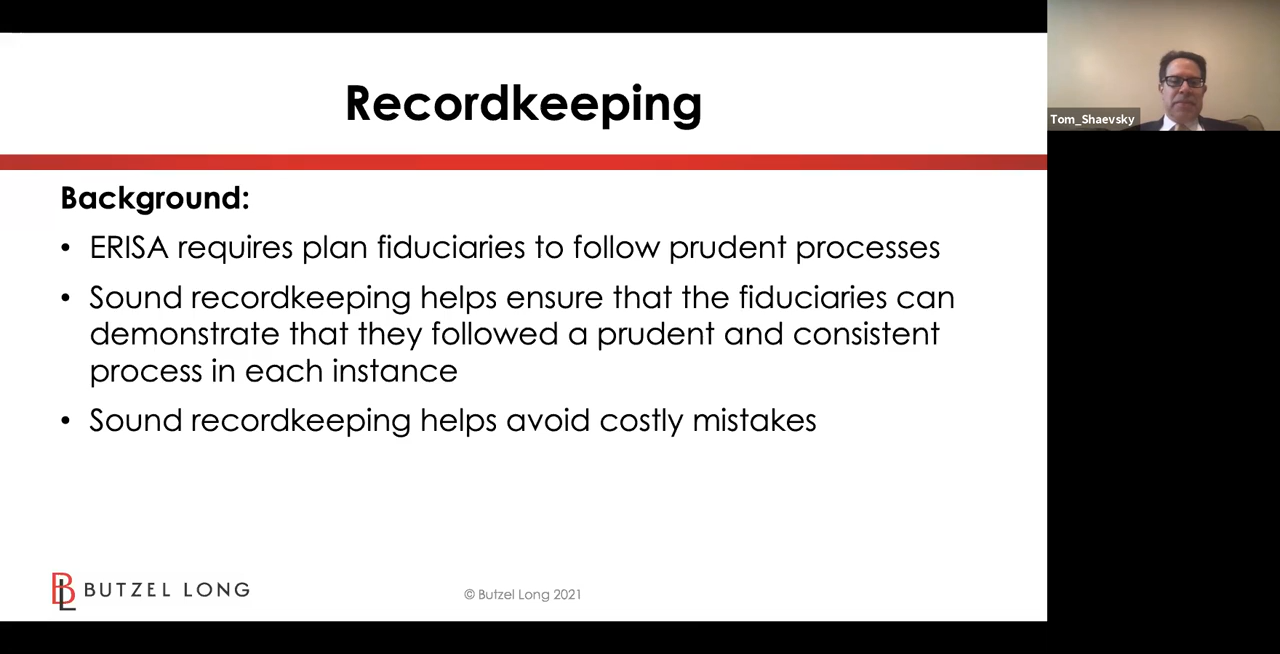 Recordkeeping
Tom_Shaevsky
Background:
• ERISA requires plan fiduciaries to follow prudent processes
• Sound recordkeeping helps ensure that the fiduciaries can
demonstrate that they followed a prudent and consistent
process in each instance
• Sound recordkeeping helps avoid costly mistakes
BL BUTZEL LONG
© Butzel Long 2021